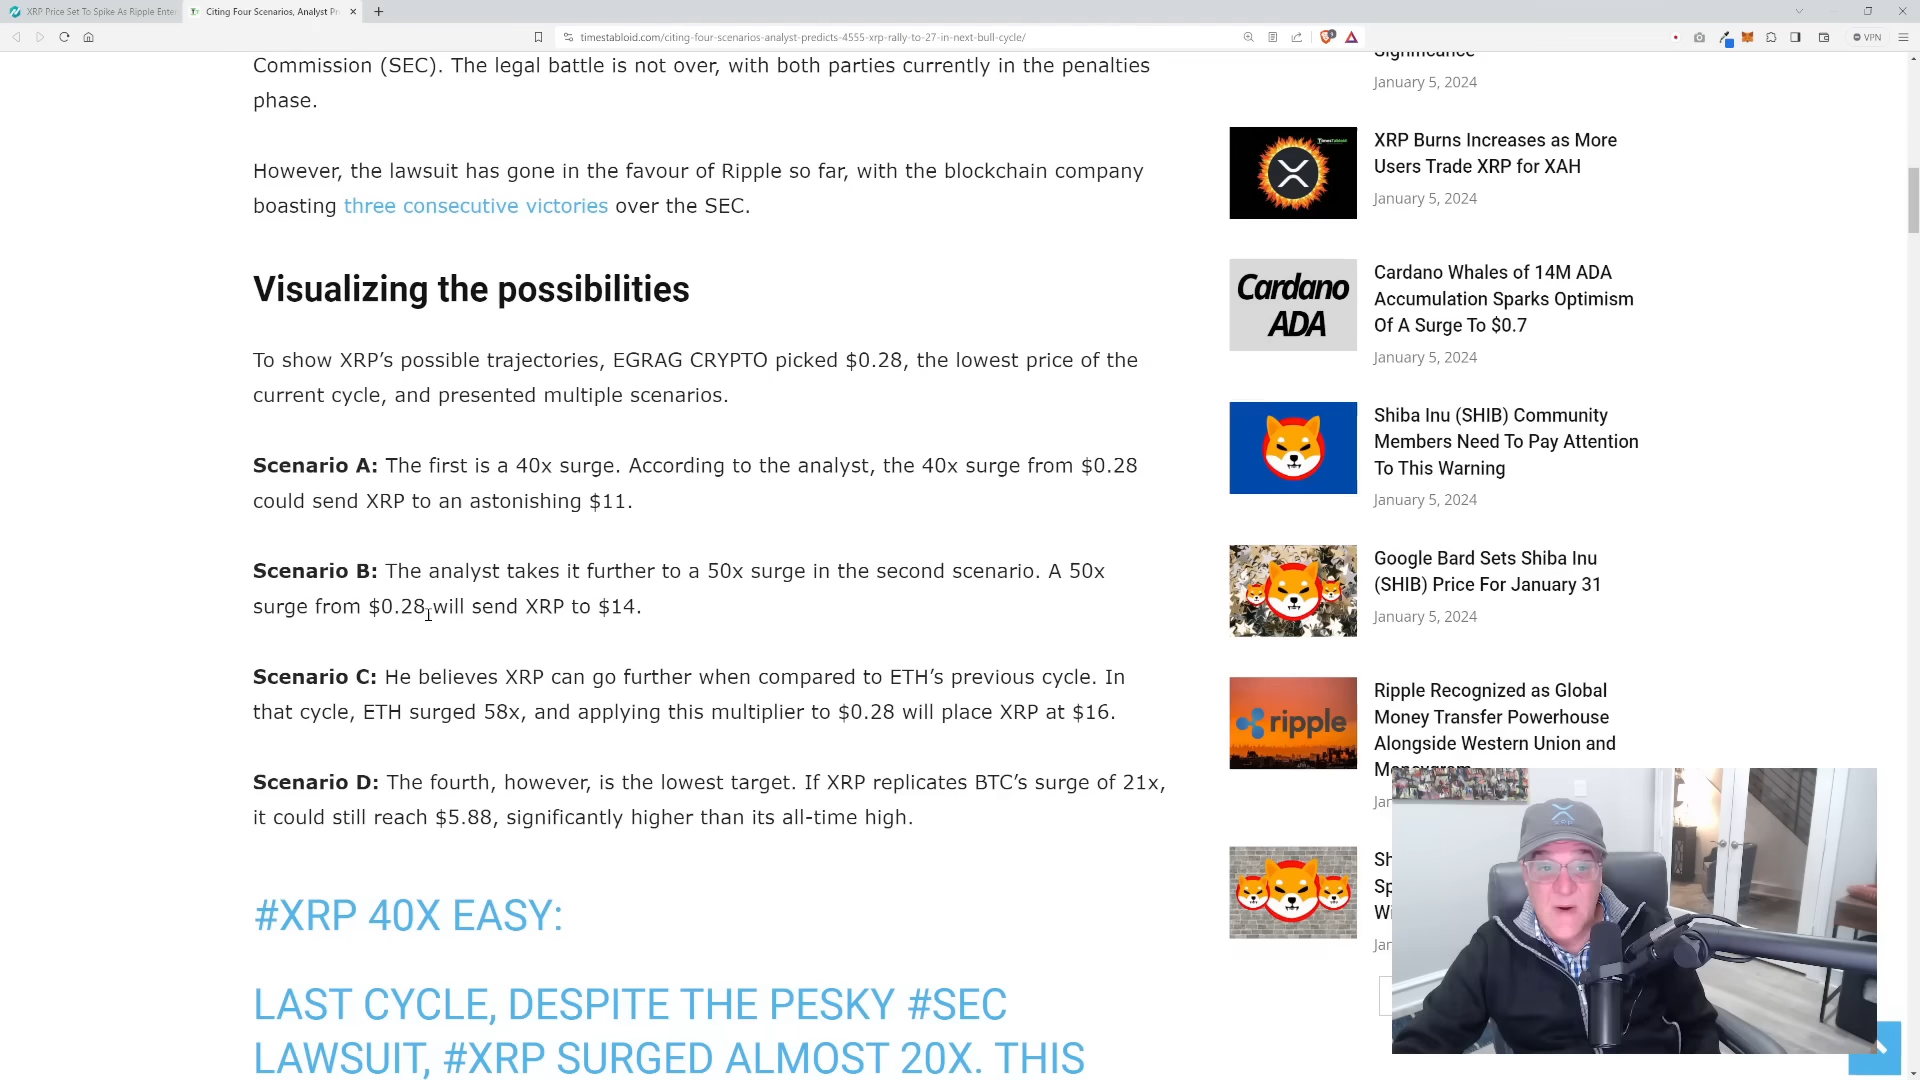 XRP Price Set To Spike As Ripple Enter
Citing Four Scenarios, Analyst Pr
timestabloid.com/citing-four-scenarios-analyst-predicts-4555-xrp-rally-to-27-in-next-bull-cycle/
VPN
Commission (SEC). The legal battle is not over, with both parties currently in the penalties
phase.
However, the lawsuit has gone in the favour of Ripple so far, with the blockchain company
boasting three consecutive victories over the SEC.
Visualizing the possibilities
To show XRP’s possible trajectories, EGRAG CRYPTO picked $0.28, the lowest price of the
current cycle, and presented multiple scenarios.
Scenario A: The first is a 40x surge. According to the analyst, the 40x surge from $0.28
could send XRP to an astonishing $11.
Scenario B: The analyst takes it further to a 50x surge in the second scenario. A 50x
surge from $0.28 will send XRP to $14.
Scenario C: He believes XRP can go further when compared to ETH’s previous cycle. In
that cycle, ETH surged 58x, and applying this multiplier to $0.28 will place XRP at $16.
Scenario D: The fourth, however, is the lowest target. If XRP replicates BTC’s surge of 21x,
it could still reach $5.88, significantly higher than its all-time high.
#XRP 40X EASY:
LAST CYCLE, DESPITE THE PESKY #SEC
LAWSUIT, #XRP SURGED ALMOST 20X. THIS
Significance
January 5, 2024
XRP Burns Increases as More
Users Trade XRP for XAH
January 5, 2024
Cardano
ADA
Cardano Whales of 14M ADA
Accumulation Sparks Optimism
Of A Surge To $0.7
January 5, 2024
Shiba Inu (SHIB) Community
Members Need To Pay Attention
To This Warning
January 5, 2024
Google Bard Sets Shiba Inu
(SHIB) Price For January 31
January 5, 2024
ripple
Ripple Recognized as Global
Money Transfer Powerhouse
Alongside Western Union and
Moneygram
Ja
Sh
Sp
Wi
Ja
XRP